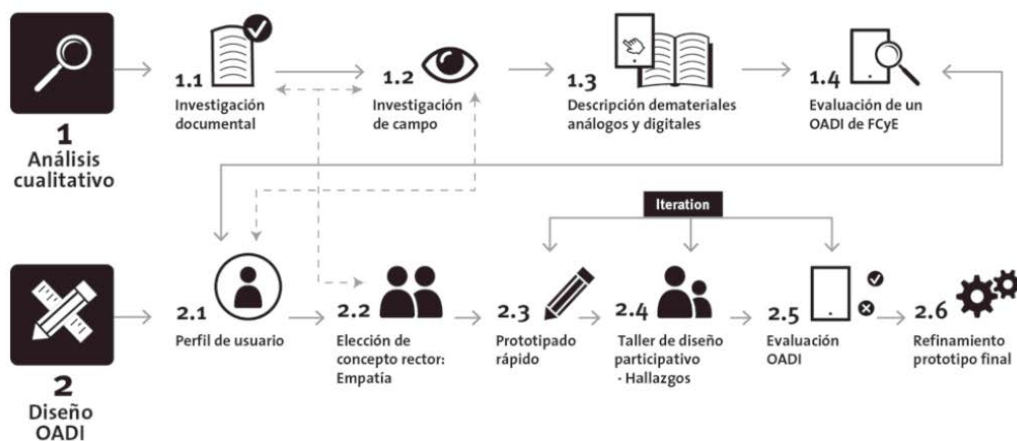 1
Análisis
cualitativo
1.1
Investigación
documental
1.2
Investigación
de campo
1.3
Descripción demateriales
análogos y digitales
1.4
Evaluación de un
OADI de FCyE
Iteration
2
Diseño
OADI
2.1
Perfil de usuario
2.2
Elección de
concepto rector:
Empatía
2.3
Prototipado
rápido
2.4
Taller de diseño
participativo
- Hallazgos
2.5
Evaluación
OADI
2.6
Refinamiento
prototipo final